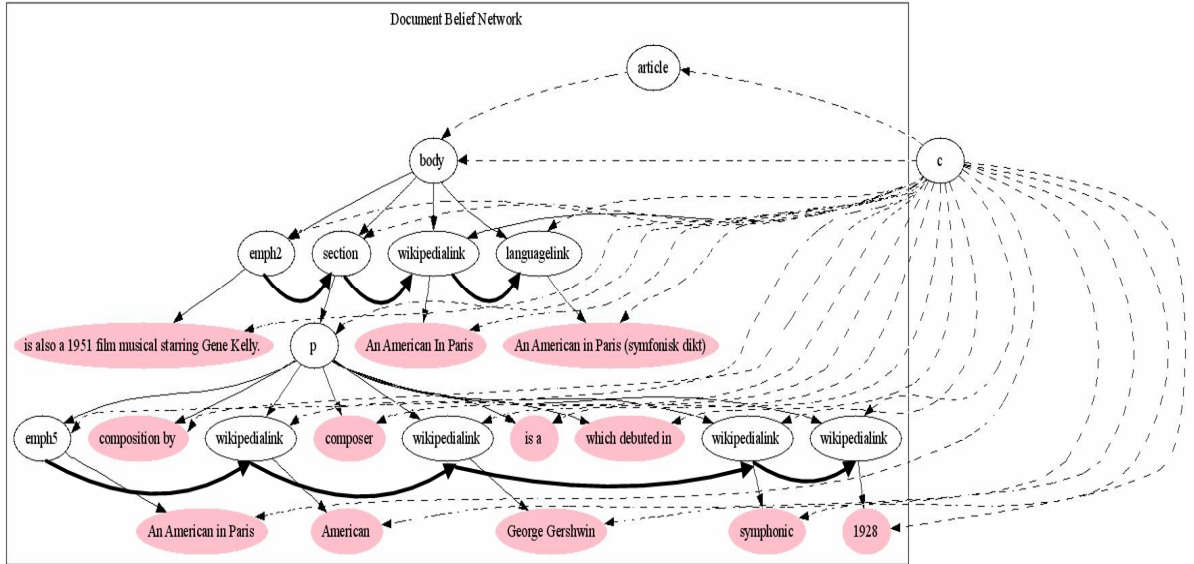 Document Belief Network
article
body
c
emph2
section
wikipedialink
languagelink
is also a 1951 film musical starring Gene Kelly.
p
An American In Paris
An American in Paris (symfonisk dikt)
emph5
composition by
wikipedialink
composer
wikipedialink
is a
which debuted in
wikipedialink
wikipedialink
An American in Paris
American
George Gershwin
symphonic
1928